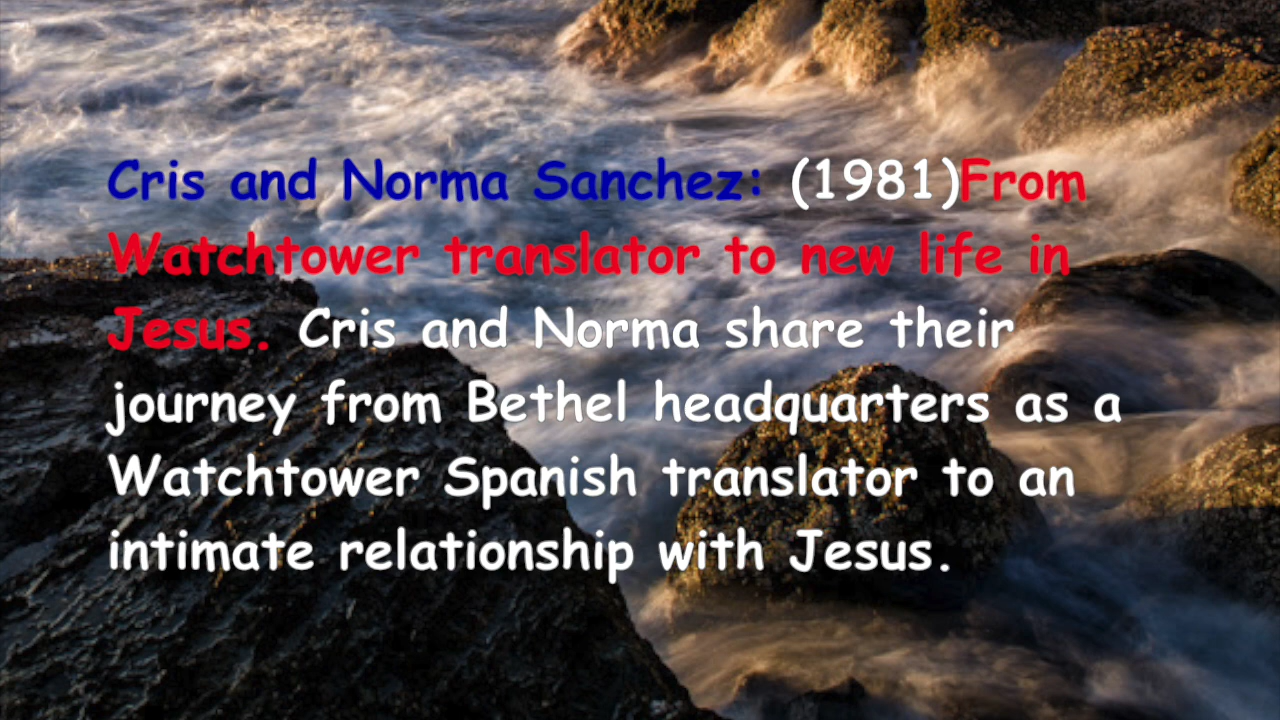 Cris and Norma Sanchez: (1981)From
Watchtower translator to new life in
Jesus. Cris and Norma share their
journey from Bethel headquarters as a
Watchtower Spanish translator to an
intimate relationship with Jesus.